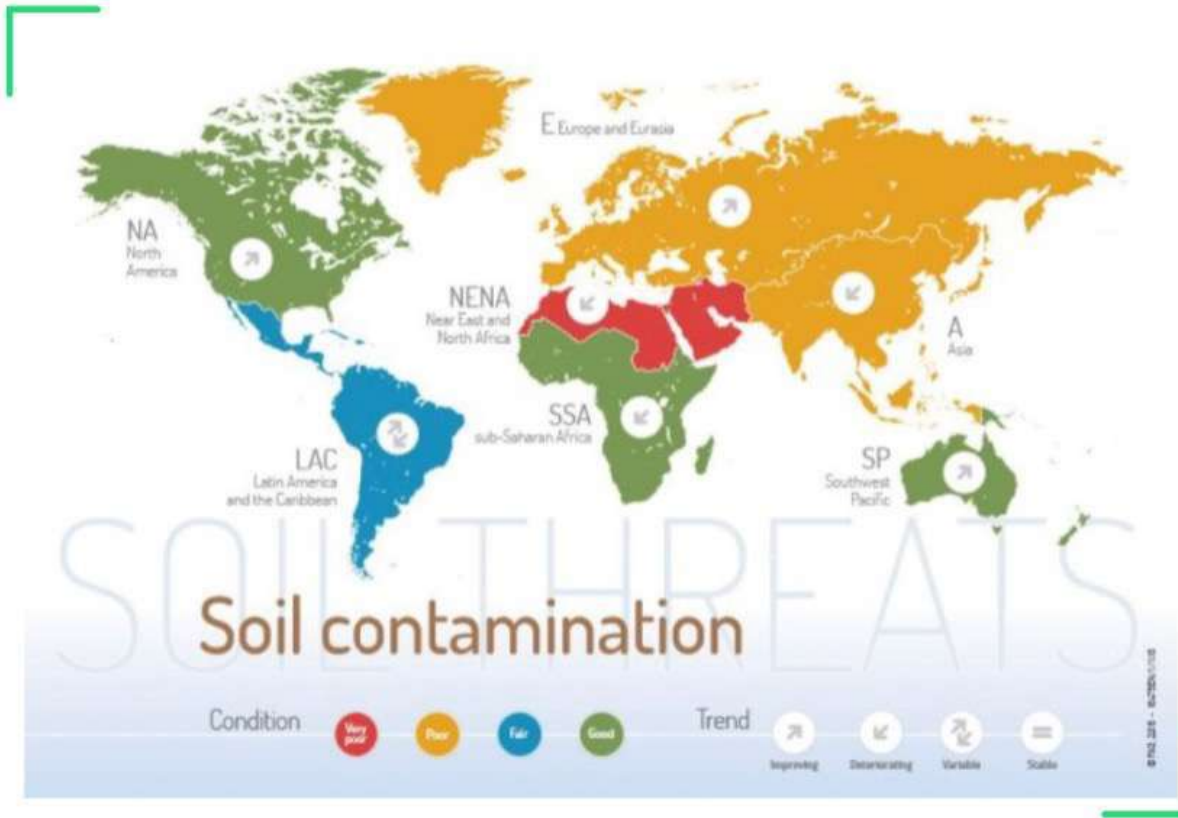 E Europe and Eurasia
NA
North
America
NENA
Near East and
North Africa
A
Asia
SSA
sub-Saharan Africa
LAC
Latin America
and the Caribbean
SP
Southwest
Pacific
SOIL THREATS
Soil contamination
Condition
Very
poor
Poor
Fair
Good
Trend
Improving
Deteriorating
Variable
Stable